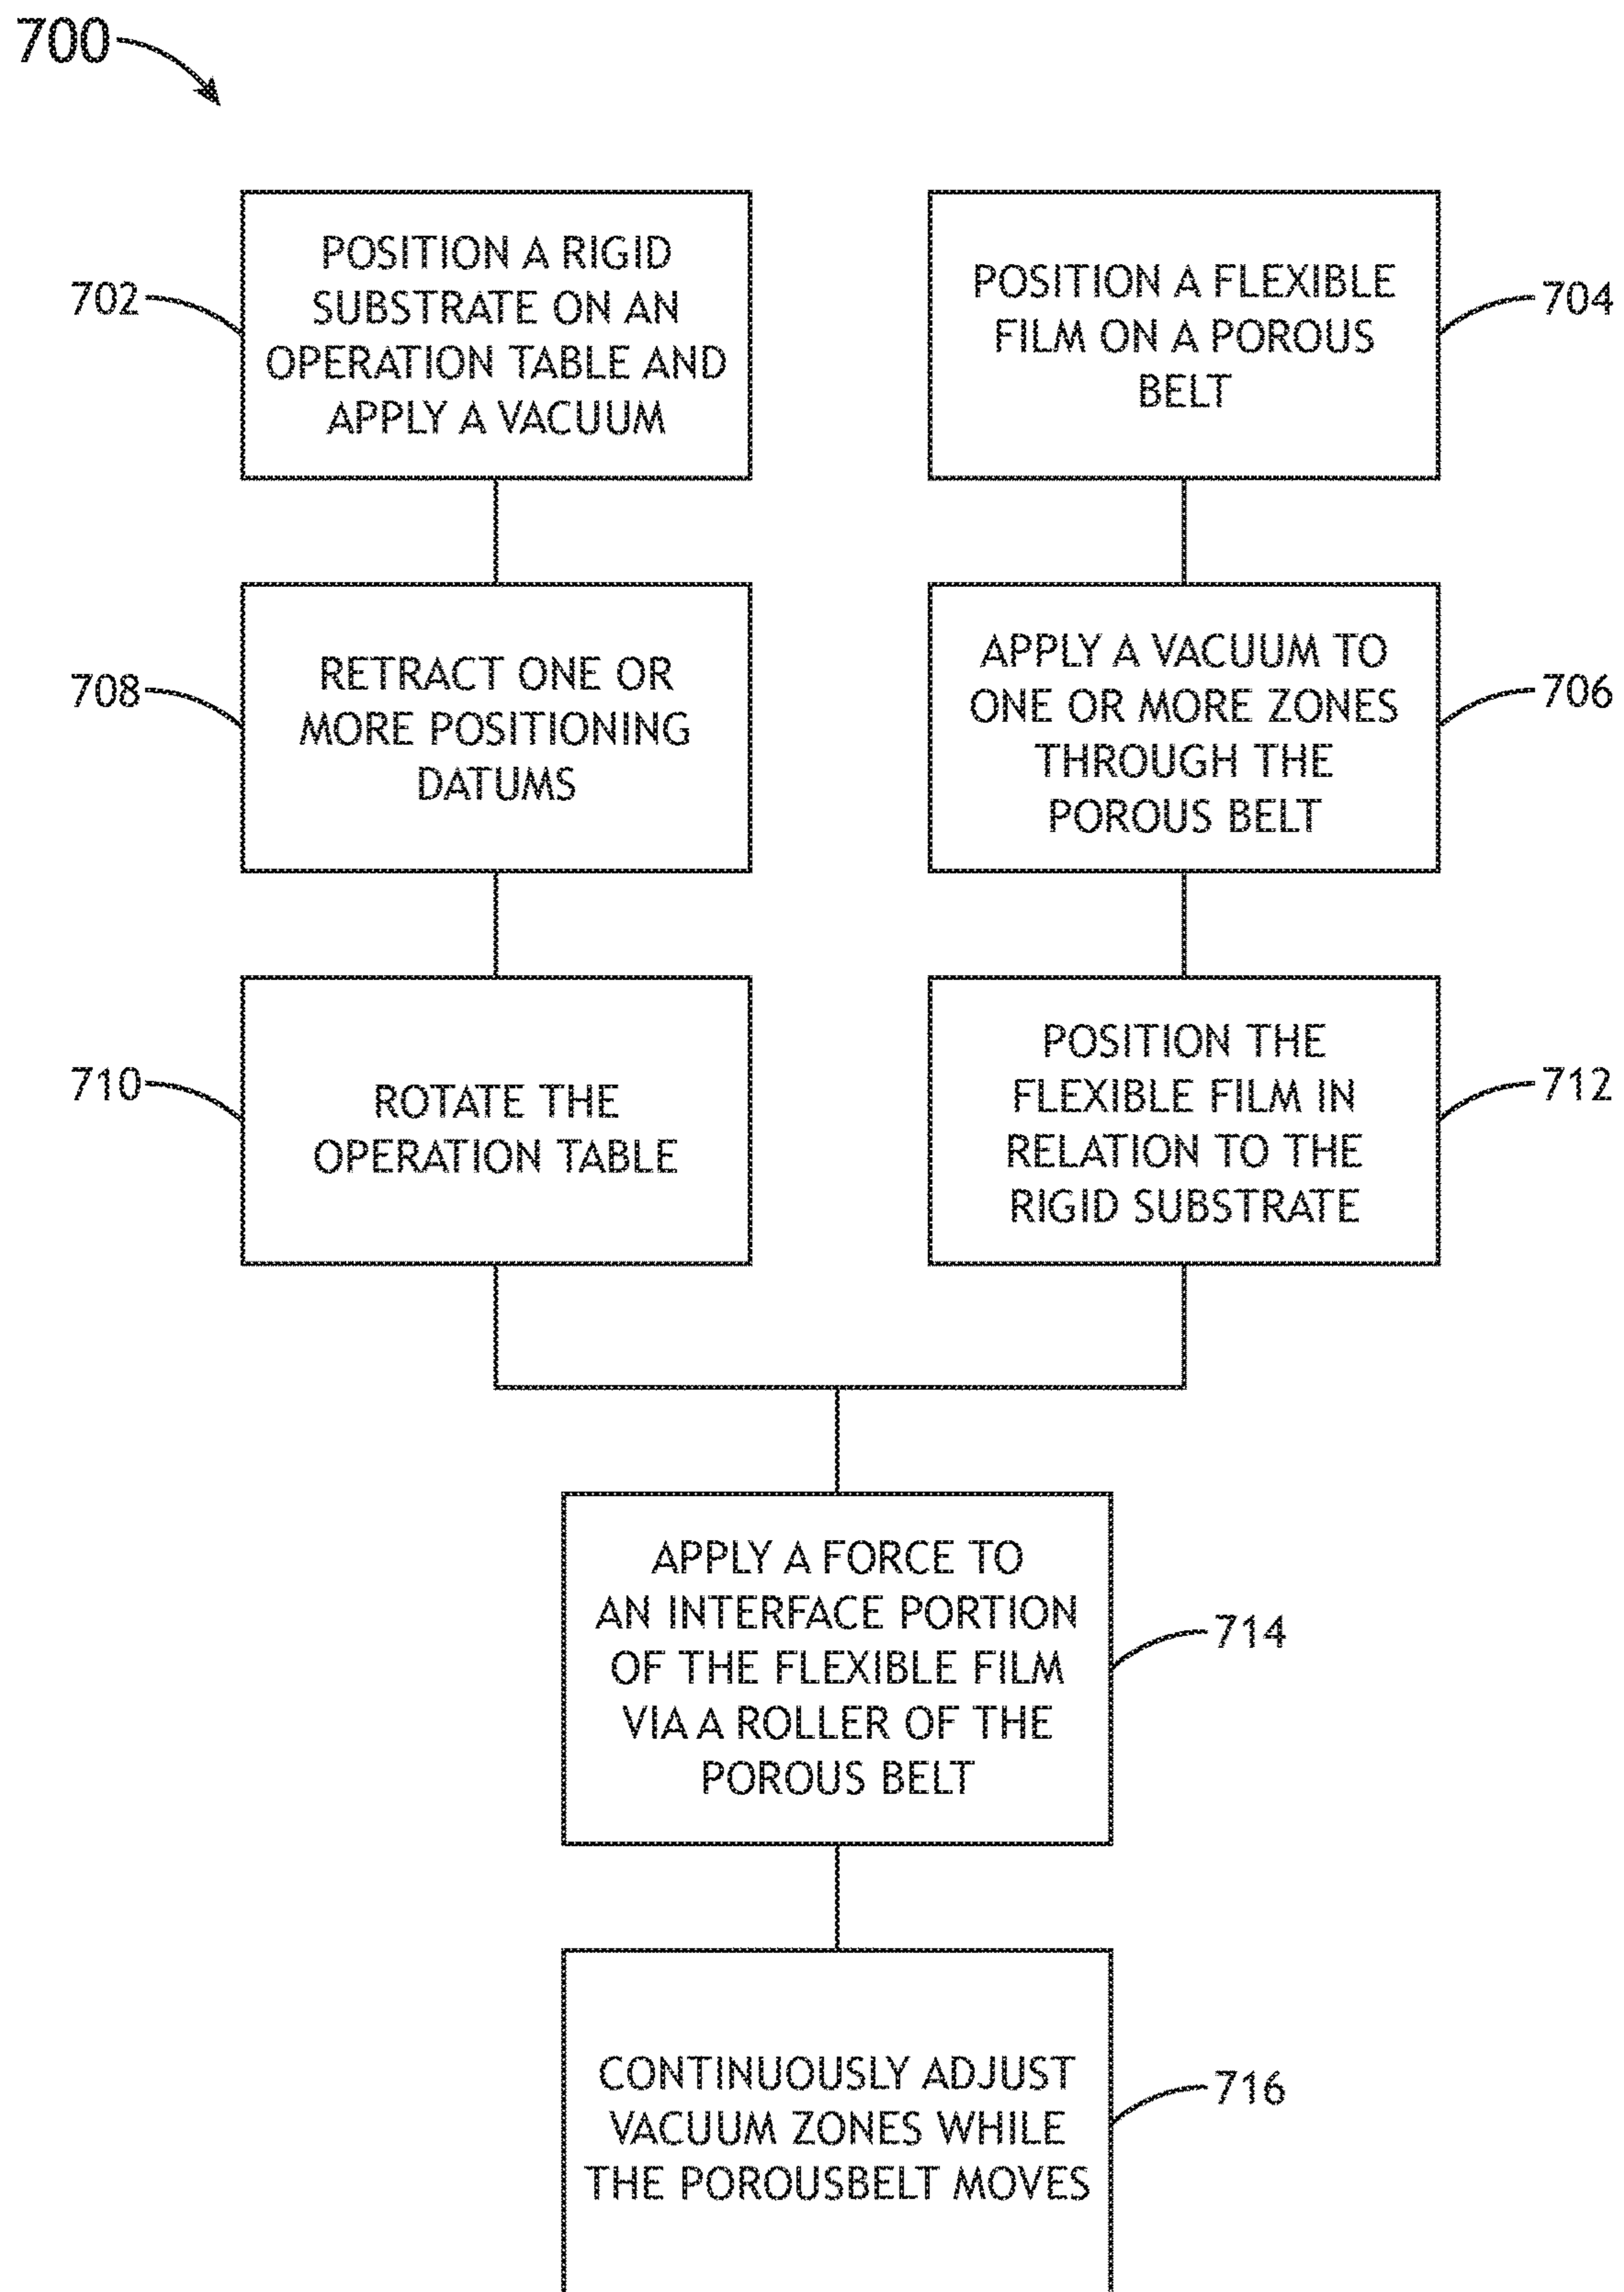 700
702
POSITION A RIGID
SUBSTRATE ON AN
OPERATION TABLE AND
APPLY A VACUUM
POSITION A FLEXIBLE
FILM ON A POROUS
BELT
704
708
RETRACT ONE OR
MORE POSITIONING
DATUMS
APPLY A VACUUM TO
ONE OR MORE ZONES
THROUGH THE
POROUS BELT
706
710
ROTATE THE
OPERATION TABLE
POSITION THE
FLEXIBLE FILM IN
RELATION TO THE
RIGID SUBSTRATE
712
APPLY A FORCE TO
AN INTERFACE PORTION
OF THE FLEXIBLE FILM
VIA A ROLLER OF THE
POROUS BELT
714
CONTINUOUSLY ADJUST
VACUUM ZONES WHILE
THE POROUSBELT MOVES
716